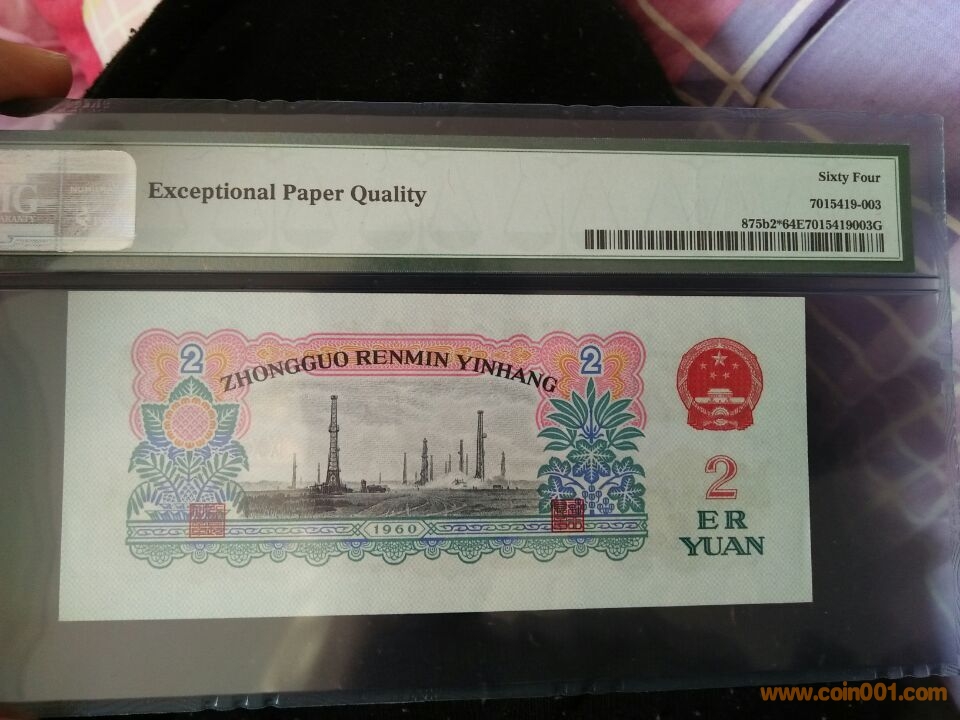 Exceptional Paper Quality
Sixty Four
7015419-003
875b2*64E7015419003G
2 2
ZHONGGUO RENMIN YINHANG
2
ER
YUAN
1960
www.coin001.com